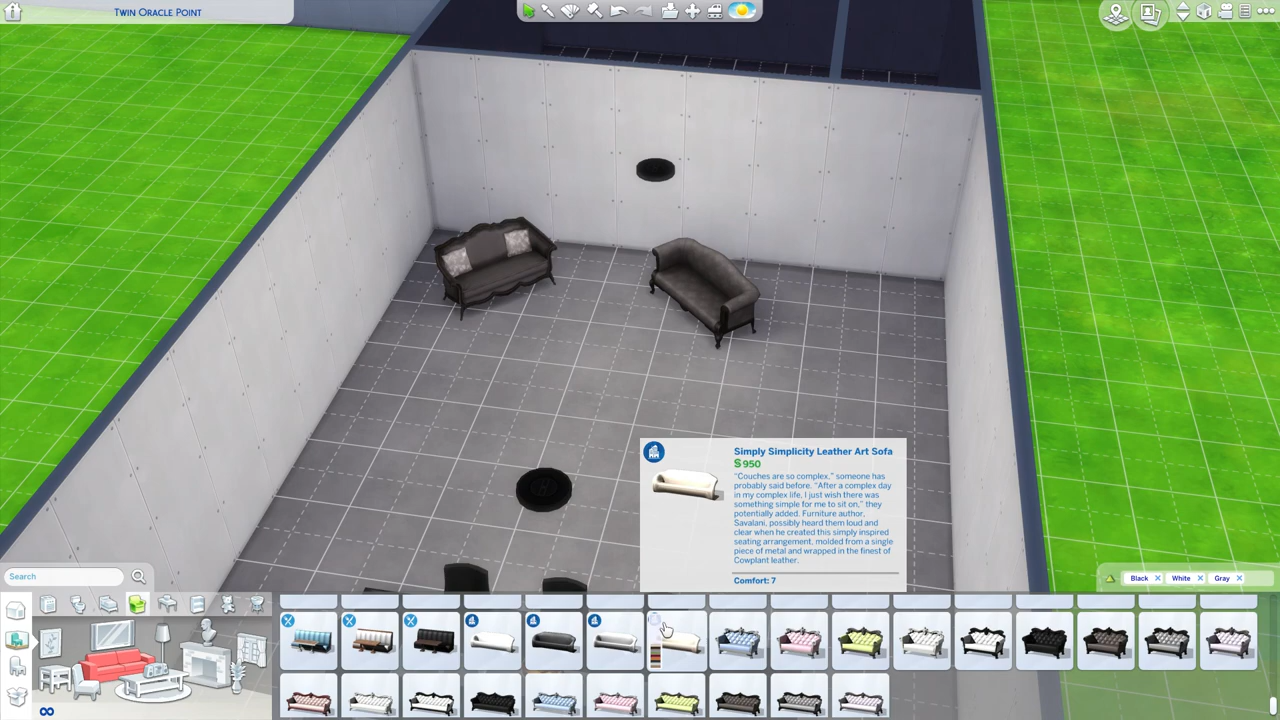 TWIN ORACLE POINT
Simply Simplicity Leather Art Sofa
§950
"Couches are so complex," someone has
probably said before. "After a complex day
in my complex life, I just wish there was
something simple for me to sit on," they
potentially added. Furniture author,
Savalani, possibly heard them loud and
clear when he created this simply inspired
seating arrangement, molded from a single
piece of metal and wrapped in the finest of
Cowplant leather.
Comfort: 7
Search
Black
White
Gray